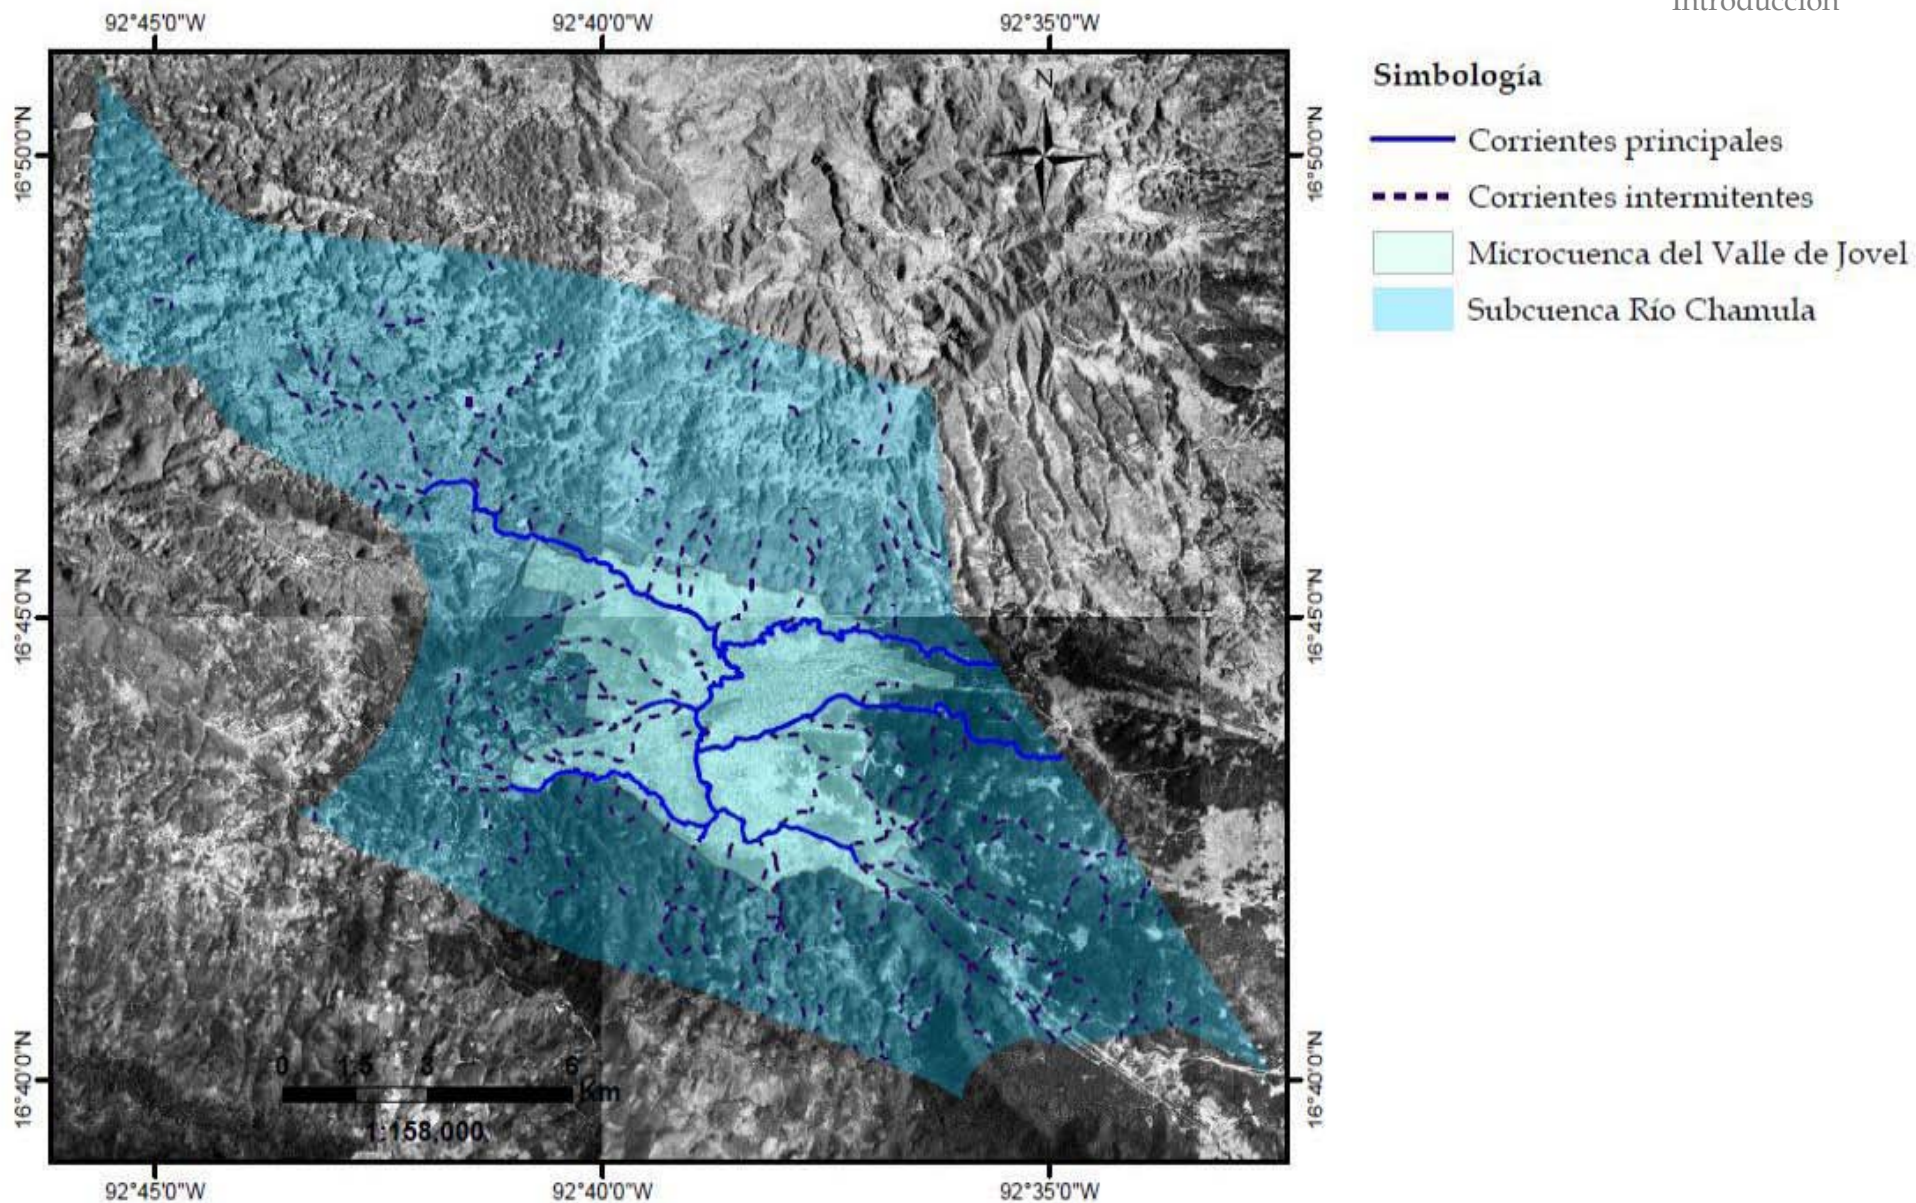 Introducción
92°45'0"W
92°40'0"W
92°35'0"W
Simbología
Corrientes principales
Corrientes intermitentes
Microcuenca del Valle de Jovel
Subcuenca Río Chamula
N
16°50'0"N
16°50'0"N
16°45'0"N
16°45'0"N
16°40'0"N
16°40'0"N
0 1.5 3 6
Km
1:158,000
92°45'0"W
92°40'0"W
92°35'0"W